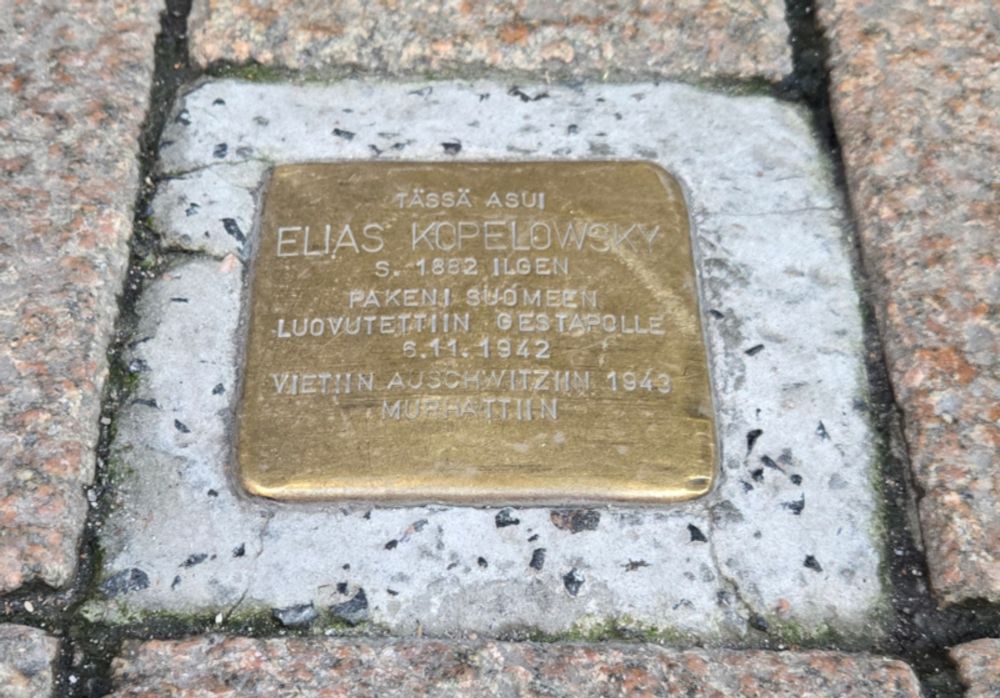 TÄSSÄ ASUI
ELIAS KOPELOWSKY
S. 1882 ILGEN
PAKENI SUOMEEN
LUOVUTETTIIN GESTAPOLLE
6.11.1942
VIETIIN AUSCHWITZIIN 1943
MURHATTIIN